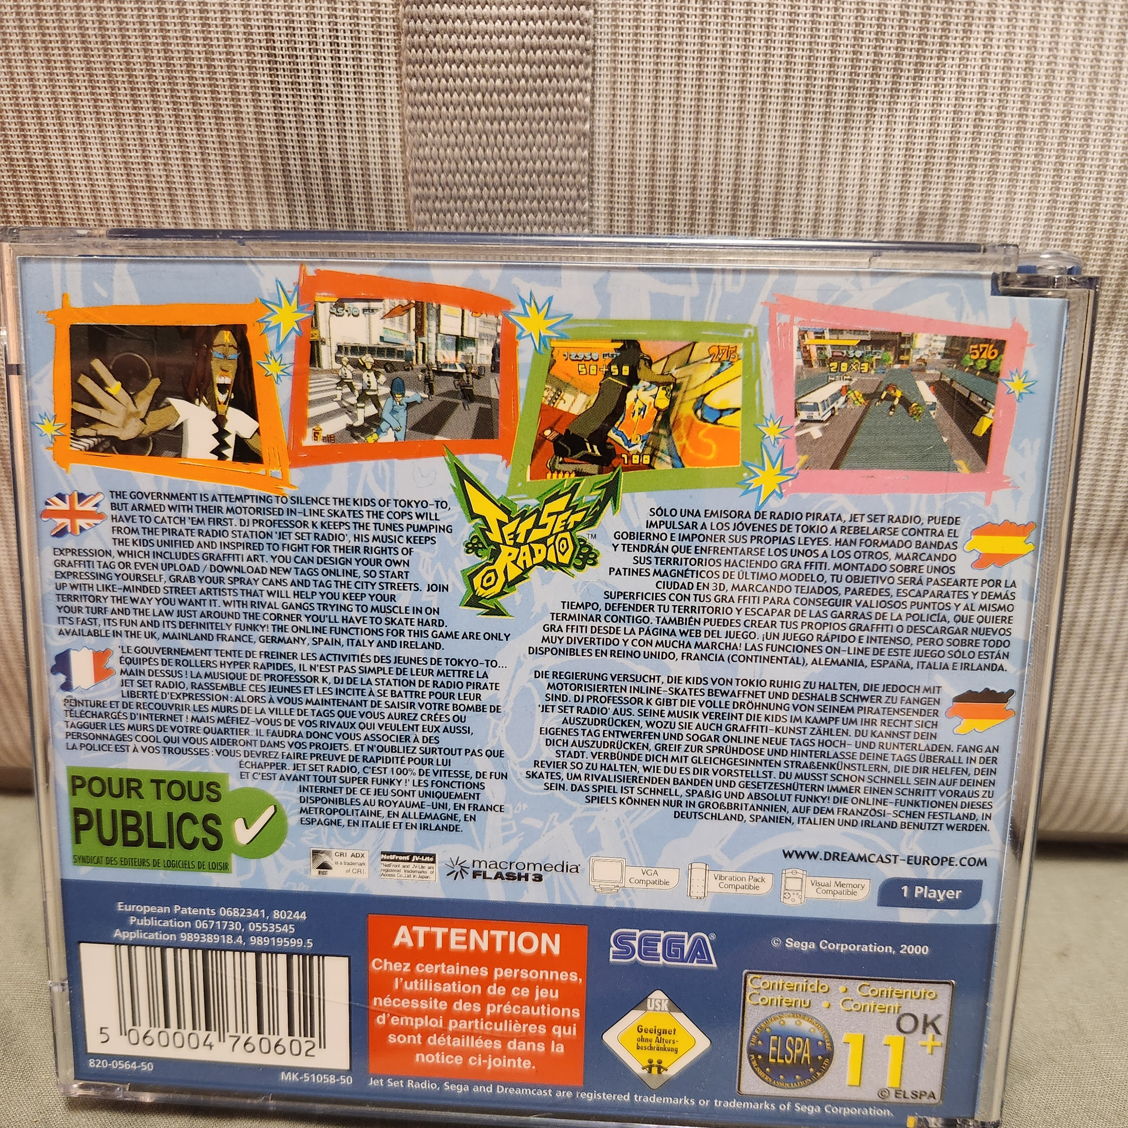 12950
50+50
275
100
750
20×3
576
THE GOVERNMENT IS ATTEMPTING TO SILENCE THE KIDS OF TOKYO-TO,
BUT ARMED WITH THEIR MOTORISED IN-LINE SKATES THE COPS WILL
HAVE TO CATCH 'EM FIRST. DJ PROFESSOR K KEEPS THE TUNES PUMPING
FROM THE PIRATE RADIO STATION 'JET SET RADIO', HIS MUSIC KEEPS
THE KIDS UNIFIED AND INSPIRED TO FIGHT FOR THEIR RIGHTS OF
EXPRESSION, WHICH INCLUDES GRAFFITI ART. YOU CAN DESIGN YOUR OWN
GRAFFITI TAG OR EVEN UPLOAD / DOWNLOAD NEW TAGS ONLINE, SO START
EXPRESSING YOURSELF, GRAB YOUR SPRAY CANS AND TAG THE CITY STREETS. JOIN
UP WITH LIKE-MINDED STREET ARTISTS THAT WILL HELP YOU KEEP YOUR
TERRITORY THE WAY YOU WANT IT. WITH RIVAL GANGS TRYING TO MUSCLE IN ON
YOUR TURF AND THE LAW JUST AROUND THE CORNER YOU'LL HAVE TO SKATE HARD.
IT'S FAST, ITS FUN AND ITS DEFINITELY FUNKY! THE ONLINE FUNCTIONS FOR THIS GAME ARE ONLY
AVAILABLE IN THE UK, MAINLAND FRANCE, GERMANY, SPAIN, ITALY AND IRELAND.
JET SET
RADIO
TM
SÓLO UNA EMISORA DE RADIO PIRATA, JET SET RADIO, PUEDE
IMPULSAR A LOS JÓVENES DE TOKIO A REBELARSE CONTRA EL
GOBIERNO E IMPONER SUS PROPIAS LEYES. HAN FORMADO BANDAS
Y TENDRÁN QUE ENFRENTARSE LOS UNOS A LOS OTROS, MARCANDO
SUS TERRITORIOS HACIENDO GRA FFITI. MONTADO SOBRE UNOS
PATINES MAGNÉTICOS DE ÚLTIMO MODELO, TU OBJETIVO SERÁ PASEARTE POR LA
CIUDAD EN 3D, MARCANDO TEJADOS, PAREDES, ESCAPARATES Y DEMÁS
SUPERFICIES CON TUS GRA FFITI PARA CONSEGUIR VALIOSOS PUNTOS Y AL MISMO
TIEMPO, DEFENDER TU TERRITORIO Y ESCAPAR DE LAS GARRAS DE LA POLICÍA, QUE QUIERE
TERMINAR CONTIGO. TAMBIÉN PUEDES CREAR TUS PROPIOS GRAFFITI O DESCARGAR NUEVOS
GRA FFITI DESDE LA PÁGINA WEB DEL JUEGO. ¡UN JUEGO RÁPIDO E INTENSO, PERO SOBRE TODO
MUY DIVERTIDO Y CON MUCHA MARCHA! LAS FUNCIONES ON-LINE DE ESTE JUEGO SÓLO ESTÁN
DISPONIBLES EN REINO UNIDO, FRANCIA (CONTINENTAL), ALEMANIA, ESPAÑA, ITALIA E IRLANDA.
'LE GOUVERNEMENT TENTE DE FREINER LES ACTIVITÉS DES JEUNES DE TOKYO-TO...
ÉQUIPÉS DE ROLLERS HYPER RAPIDES, IL N'EST PAS SIMPLE DE LEUR METTRE LA
MAIN DESSUS ! LA MUSIQUE DE PROFESSOR K, DJ DE LA STATION DE RADIO PIRATE
JET SET RADIO, RASSEMBLE CES JEUNES ET LES INCITE À SE BATTRE POUR LEUR
LIBERTÉ D'EXPRESSION : ALORS À VOUS MAINTENANT DE SAISIR VOTRE BOMBE DE
PEINTURE ET DE RECOUVRIR LES MURS DE LA VILLE DE TAGS QUE VOUS AUREZ CRÉES OU
TÉLÉCHARGÉS D'INTERNET ! MAIS MÉFIEZ-VOUS DE VOS RIVAUX QUI VEULENT EUX AUSSI,
TAGGUER LES MURS DE VOTRE QUARTIER. IL FAUDRA DONC VOUS ASSOCIER À DES
PERSONNAGES COOL QUI VOUS AIDERONT DANS VOS PROJETS. ET N'OUBLIEZ SURTOUT PAS QUE
LA POLICE EST À VOS TROUSSES : VOUS DEVREZ FAIRE PREUVE DE RAPIDITÉ POUR LUI
ÉCHAPPER. JET SET RADIO, C'EST 100% DE VITESSE, DE FUN
ET C'EST AVANT TOUT SUPER FUNKY !' LES FONCTIONS
INTERNET DE CE JEU SONT UNIQUEMENT
DISPONIBLES AU ROYAUME-UNI, EN FRANCE
METROPOLITAINE, EN ALLEMAGNE, EN
ESPAGNE, EN ITALIE ET EN IRLANDE.
DIE REGIERUNG VERSUCHT, DIE KIDS VON TOKYO RUHIG ZU HALTEN, DIE JEDOCH MIT
MOTORISIERTEN INLINE-SKATES BEWAFFNET UND DESHALB SCHWER ZU FANGEN
SIND. DJ PROFESSOR K GIBT DIE VOLLE DRÖHNUNG VON SEINEM PIRATENSENDER
'JET SET RADIO' AUS. SEINE MUSIK VEREINT DIE KIDS IM KAMPF UM IHR RECHT SICH
AUSZUDRÜCKEN, WOZU SIE AUCH GRAFFITI-KUNST ZÄHLEN. DU KANNST DEIN
EIGENES TAG ENTWERFEN UND SOGAR ONLINE NEUE TAGS HOCH- UND RUNTERLADEN. FANG AN
DICH AUSZUDRÜCKEN, GREIF ZUR SPRÜHDOSE UND HINTERLASSE DEINE TAGS ÜBERALL IN DER
STADT. VERBÜNDE DICH MIT GLEICHGESINNTEN STRAßENKÜNSTLERN, DIE DIR HELFEN, DEIN
REVIER SO ZU HALTEN, WIE DU ES DIR VORSTELLST. DU MUSST SCHON SCHNELL SEIN AUF DEINEN
SKATES, UM RIVALISIERENDEN BANDEN UND GESETZESHÜTERN IMMER EINEN SCHRITT VORAUS ZU
SEIN. DAS SPIEL IST SCHNELL, SPAßIG UND ABSOLUT FUNKY! DIE ONLINE-FUNKTIONEN DIESES
SPIELS KÖNNEN NUR IN GROßBRITANNIEN, AUF DEM FRANZÖSI-SCHEN FESTLAND, IN
DEUTSCHLAND, SPANIEN, ITALIEN UND IRLAND BENUTZT WERDEN.
POUR TOUS
PUBLICS
SYNDICAT DES EDITEURS DE LOGICIELS DE LOISIR
CRI ADX
is a trademark
of CRI
NetFront JV-Lite
macromedia
FLASH 3
VGA
Compatible
Vibration Pack
Compatible
Visual Memory
Compatible
WWW.DREAMCAST-EUROPE.COM
1 Player
European Patents 0682341, 80244
Publication 0671730, 0553545
Application 98938918.4, 98919599.5
5 060004 760602
820-0564-50
MK-51058-50
ATTENTION
Chez certaines personnes,
l'utilisation de ce jeu
nécessite des précautions
d'emploi particulières qui
sont détaillées dans la
notice ci-jointe.
SEGA®
© Sega Corporation, 2000
USK
Geeignet
ohne Alters-
beschränkung
Contenido • Contenuto
Contenu • Content
OK
ELSPA
11+
© ELSPA
Jet Set Radio, Sega and Dreamcast are registered trademarks or trademarks of Sega Corporation.